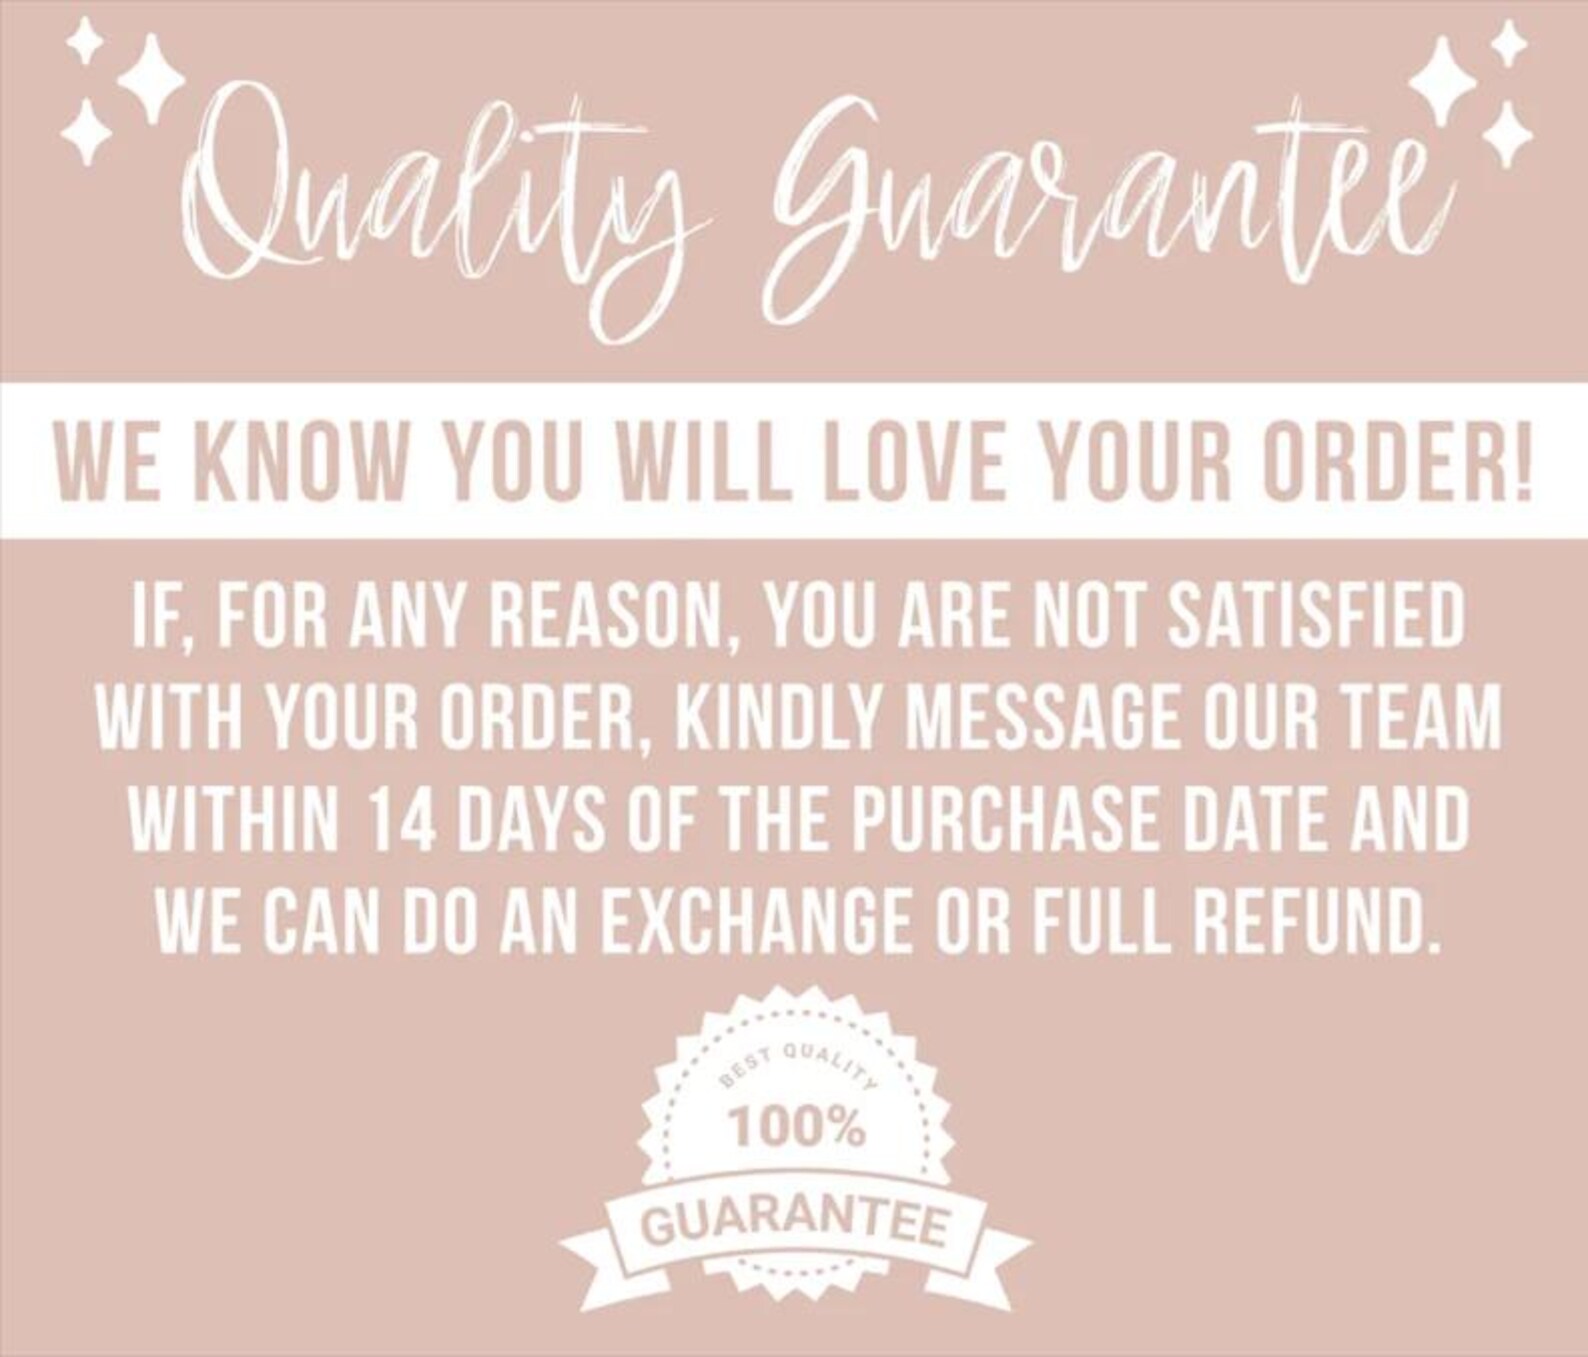 Quality Guarantee
WE KNOW YOU WILL LOVE YOUR ORDER!
IF, FOR ANY REASON, YOU ARE NOT SATISFIED
WITH YOUR ORDER, KINDLY MESSAGE OUR TEAM
WITHIN 14 DAYS OF THE PURCHASE DATE AND
WE CAN DO AN EXCHANGE OR FULL REFUND.
BEST QUALITY
100%
GUARANTEE